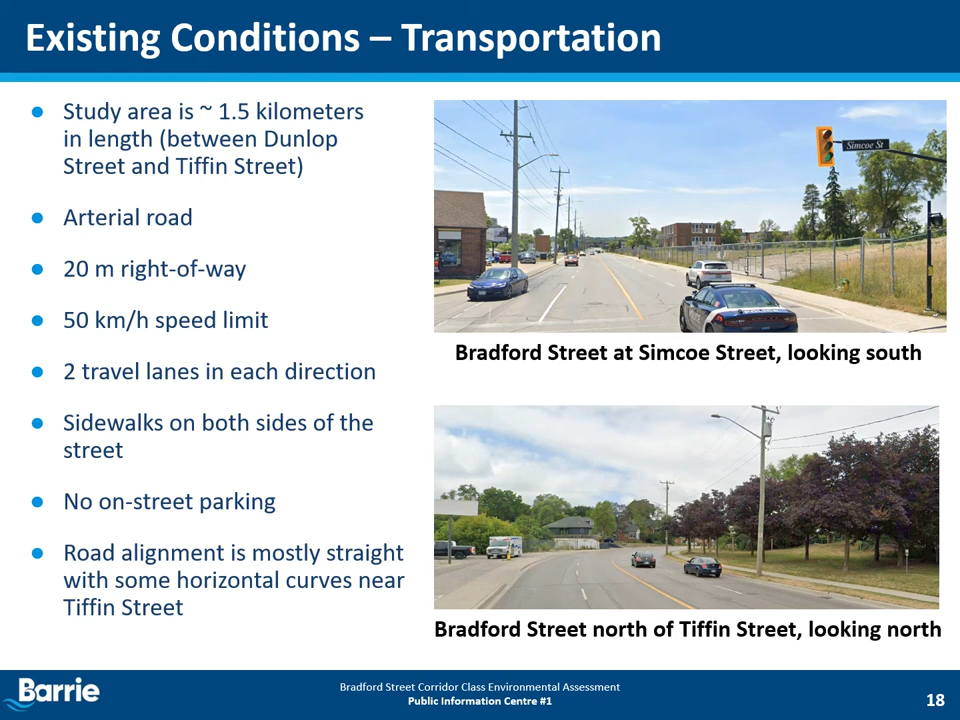 Existing Conditions – Transportation
● Study area is ~ 1.5 kilometers
in length (between Dunlop
Street and Tiffin Street)
● Arterial road
● 20 m right-of-way
● 50 km/h speed limit
● 2 travel lanes in each direction
● Sidewalks on both sides of the
street
● No on-street parking
● Road alignment is mostly straight
with some horizontal curves near
Tiffin Street
Simcoe St
Bradford Street at Simcoe Street, looking south
Bradford Street north of Tiffin Street, looking north
Barrie
Bradford Street Corridor Class Environmental Assessment
Public Information Centre #1
18